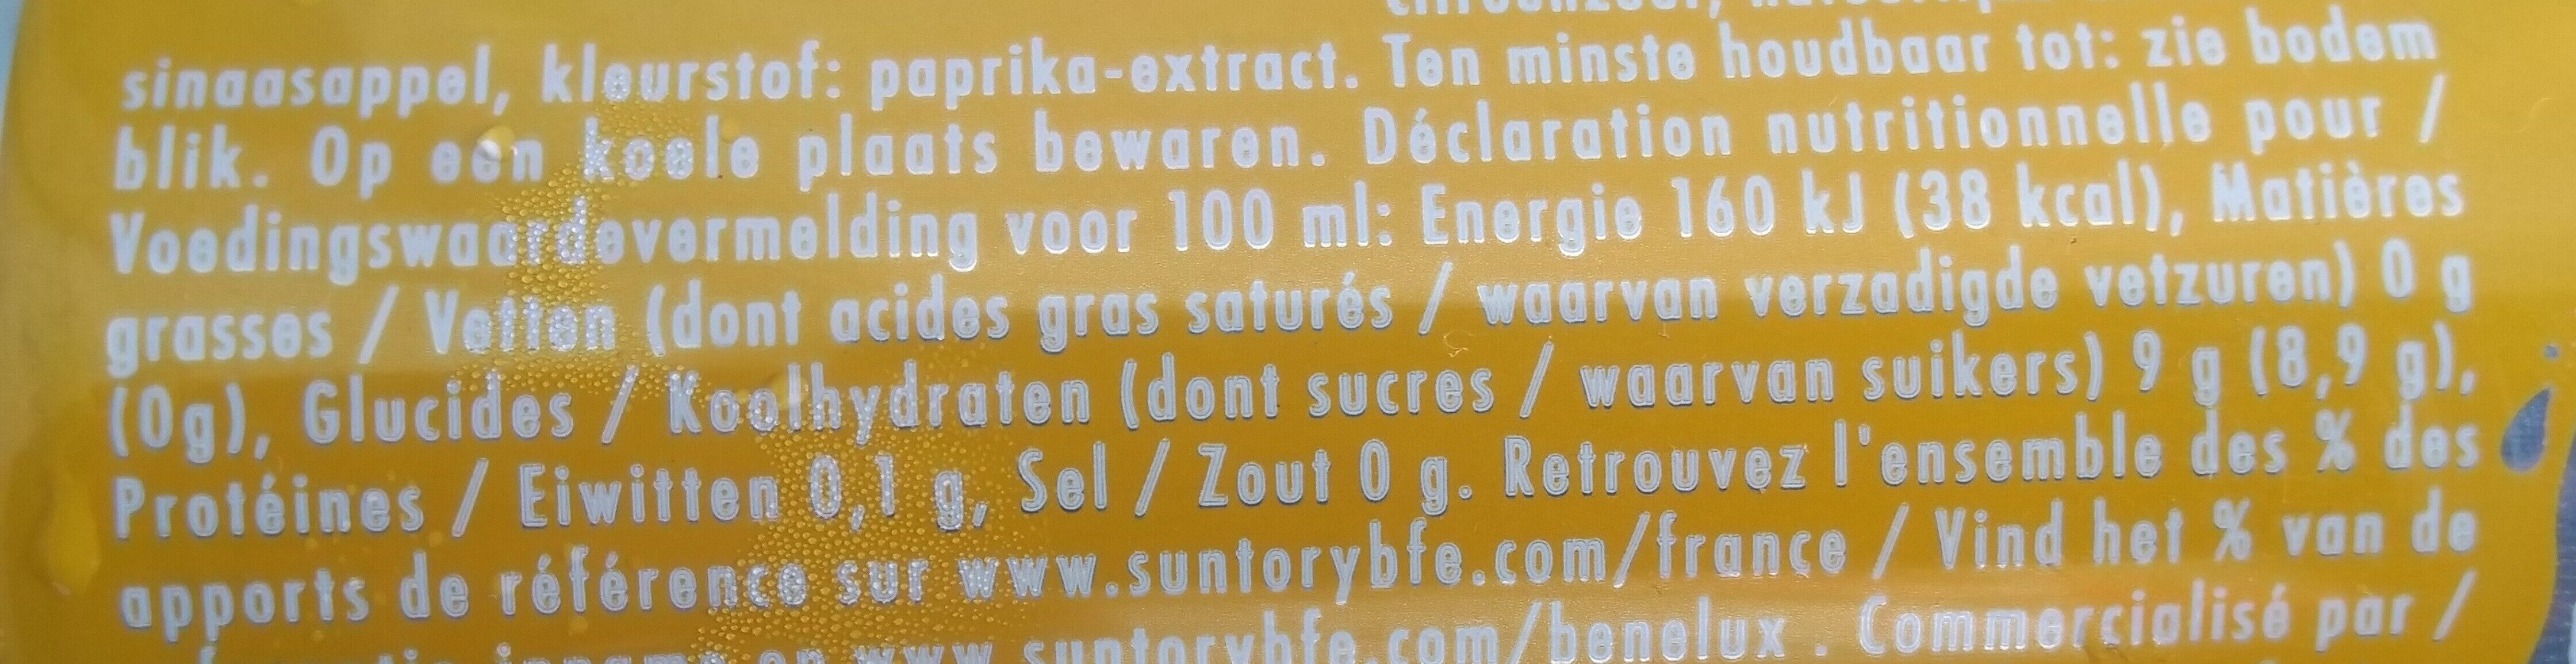 sinaasappel, kleurstof: paprika-extract. Ten minste houdbaar tot: zie bodem
blik. Op een koele plaats bewaren. Déclaration nutritionnelle pour /
Voedingswaardevermelding voor 100 ml: Energie 160 kJ (38 kcal), Matières
grasses / Vetten (dont acides gras saturés / waarvan verzadigde vetzuren) 0 g
(0g), Glucides / Koolhydraten (dont sucres / waarvan suikers) 9 g (8,9 g),
Protéines / Eiwitten 0,1 g, Sel / Zout 0 g. Retrouvez l'ensemble des % des
apports de référence sur www.suntorybfe.com/france / Vind het % van de
inname op www.suntorybfe.com/benelux . Commercialisé par /